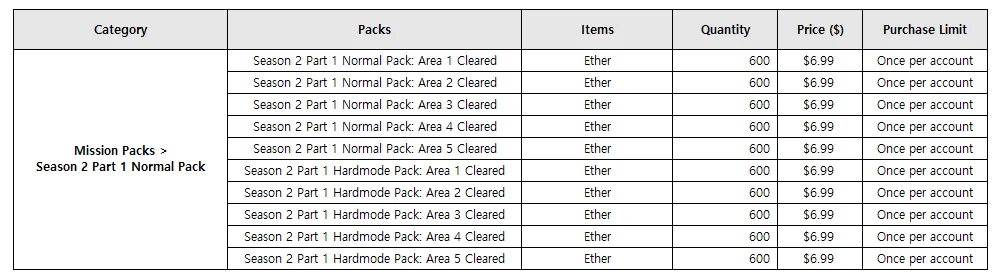 Category Packs Items Quantity Price ($) Purchase Limit
Season 2 Part 1 Normal Pack: Area 1 Cleared Ether 600 $6.99 Once per account
Season 2 Part 1 Normal Pack: Area 2 Cleared Ether 600 $6.99 Once per account
Season 2 Part 1 Normal Pack: Area 3 Cleared Ether 600 $6.99 Once per account
Season 2 Part 1 Normal Pack: Area 4 Cleared Ether 600 $6.99 Once per account
Mission Packs >
Season 2 Part 1 Normal Pack
Season 2 Part 1 Normal Pack: Area 5 Cleared Ether 600 $6.99 Once per account
Season 2 Part 1 Hardmode Pack: Area 1 Cleared Ether 600 $6.99 Once per account
Season 2 Part 1 Hardmode Pack: Area 2 Cleared Ether 600 $6.99 Once per account
Season 2 Part 1 Hardmode Pack: Area 3 Cleared Ether 600 $6.99 Once per account
Season 2 Part 1 Hardmode Pack: Area 4 Cleared Ether 600 $6.99 Once per account
Season 2 Part 1 Hardmode Pack: Area 5 Cleared Ether 600 $6.99 Once per account